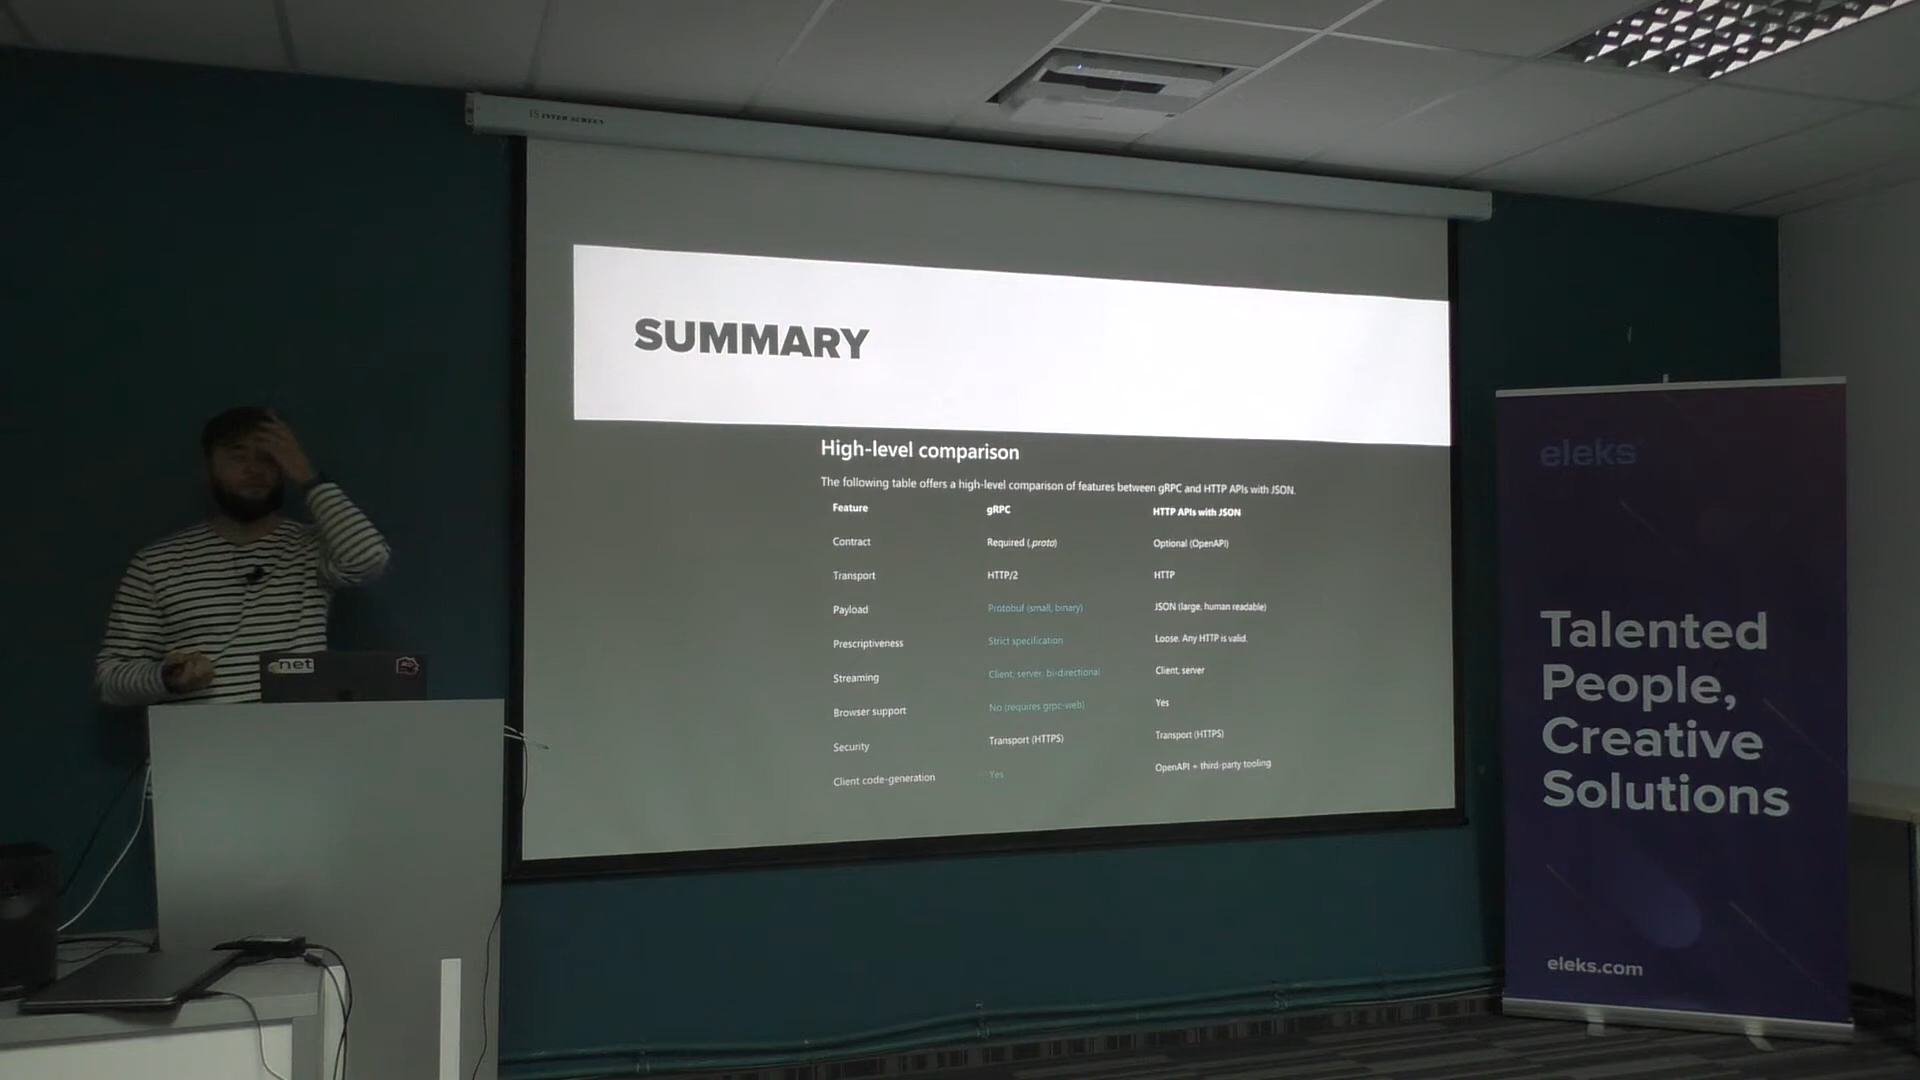 INTER SCREEN
SUMMARY
High-level comparison
The following table offers a high-level comparison of features between gRPC and HTTP APIs with JSON.
Feature gRPC HTTP APIs with JSON
Contract Required (.proto) Optional (OpenAPI)
Transport HTTP/2 HTTP
Payload Protobuf (small, binary) JSON (large, human readable)
Prescriptiveness Strict specification Loose. Any HTTP is valid.
Streaming Client, server, bi-directional Client, server
Browser support No (requires grpc-web) Yes
Security Transport (HTTPS) Transport (HTTPS)
Client code-generation Yes OpenAPI + third-party tooling
net
eleks
Talented
People,
Creative
Solutions
eleks.com